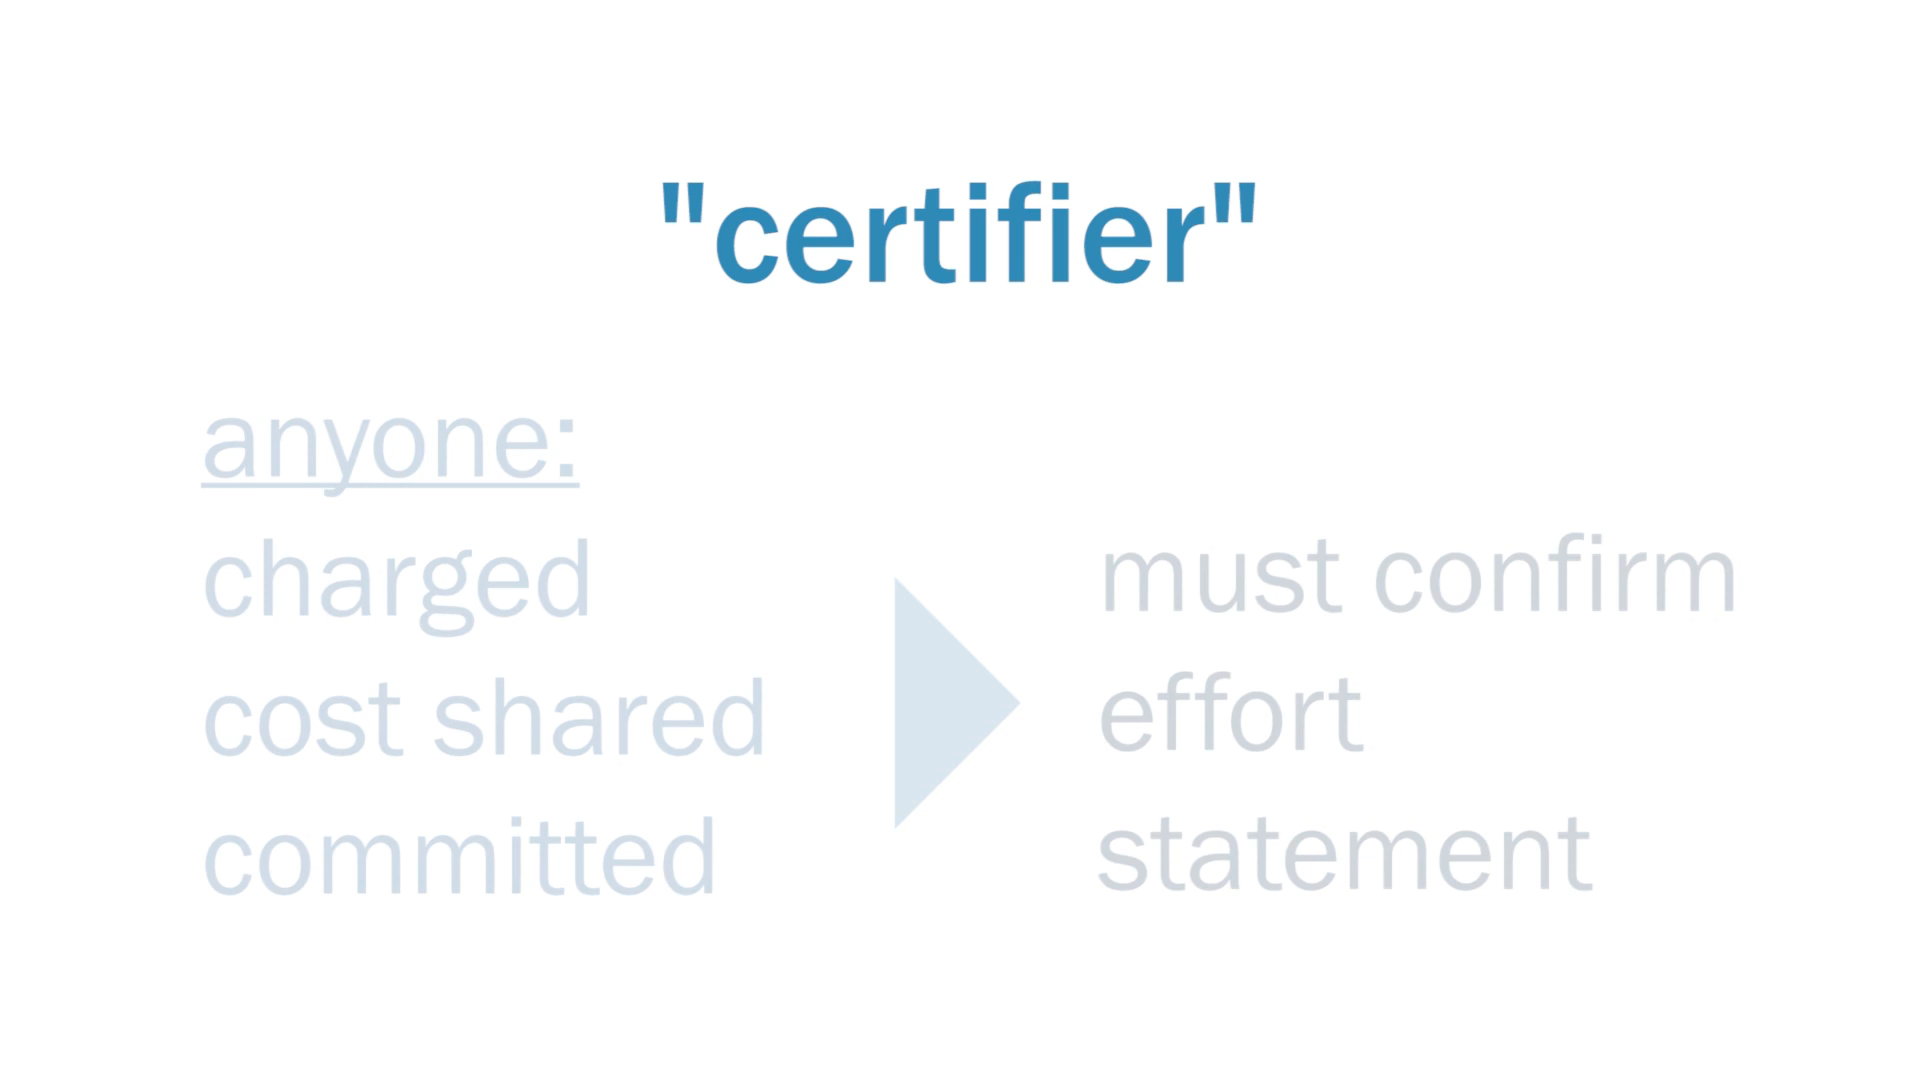 "certifier"
anyone:
charged
cost shared
committed
must confirm
effort
statement